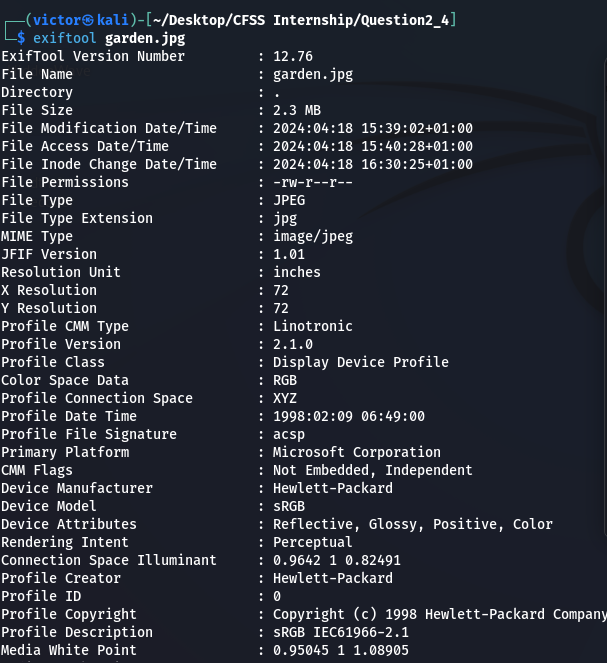 ┌──(victor㉿kali)-[~/Desktop/CFSS Internship/Question2_4]
└─$ exiftool garden.jpg
ExifTool Version Number         : 12.76
File Name                       : garden.jpg
Directory                       : .
File Size                       : 2.3 MB
File Modification Date/Time     : 2024:04:18 15:39:02+01:00
File Access Date/Time           : 2024:04:18 15:40:28+01:00
File Inode Change Date/Time     : 2024:04:18 16:30:25+01:00
File Permissions                : -rw-r--r--
File Type                       : JPEG
File Type Extension             : jpg
MIME Type                       : image/jpeg
JFIF Version                    : 1.01
Resolution Unit                 : inches
X Resolution                    : 72
Y Resolution                    : 72
Profile CMM Type                : Linotronic
Profile Version                 : 2.1.0
Profile Class                   : Display Device Profile
Color Space Data                : RGB
Profile Connection Space        : XYZ
Profile Date Time               : 1998:02:09 06:49:00
Profile File Signature          : acsp
Primary Platform                : Microsoft Corporation
CMM Flags                       : Not Embedded, Independent
Device Manufacturer             : Hewlett-Packard
Device Model                    : sRGB
Device Attributes               : Reflective, Glossy, Positive, Color
Rendering Intent                : Perceptual
Connection Space Illuminant     : 0.9642 1 0.82491
Profile Creator                 : Hewlett-Packard
Profile ID                      : 0
Profile Copyright               : Copyright (c) 1998 Hewlett-Packard Company
Profile Description             : sRGB IEC61966-2.1
Media White Point               : 0.95045 1 1.08905